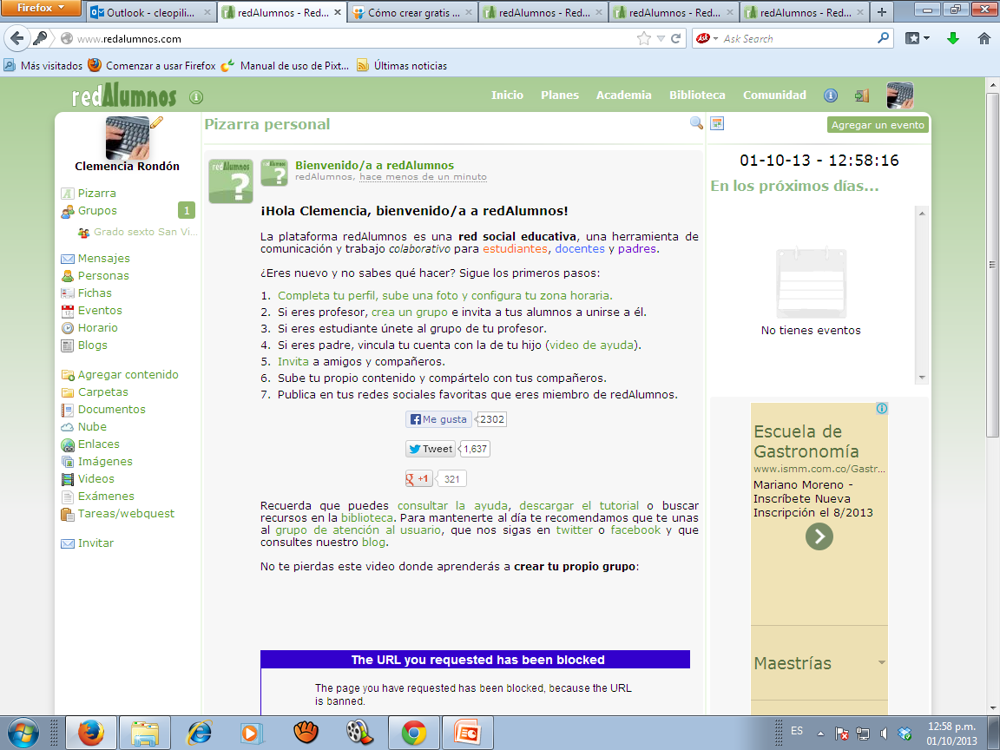 Firefox
Outlook - cleopili...
redAlumnos - Red...
Cómo crear gratis ...
redAlumnos - Red...
redAlumnos - Red...
redAlumnos - Red...
www.redalumnos.com
Ask
Ask Search
Más visitados
Comenzar a usar Firefox
Manual de uso de Pixt...
Últimas noticias
redAlumnos
Inicio
Planes
Academia
Biblioteca
Comunidad
Clemencia Rondón
Pizarra
Grupos
1
Grado sexto San Vi...
Mensajes
Personas
Fichas
Eventos
Horario
Blogs
Agregar contenido
Carpetas
Documentos
Nube
Enlaces
Imágenes
Videos
Exámenes
Tareas/webquest
Invitar
Pizarra personal
redAlumnos
?
Bienvenido/a a redAlumnos
redAlumnos, hace menos de un minuto
¡Hola Clemencia, bienvenido/a a redAlumnos!
La plataforma redAlumnos es una red social educativa, una herramienta de
comunicación y trabajo colaborativo para estudiantes, docentes y padres.
¿Eres nuevo y no sabes qué hacer? Sigue los primeros pasos:
1. Completa tu perfil, sube una foto y configura tu zona horaria.
2. Si eres profesor, crea un grupo e invita a tus alumnos a unirse a él.
3. Si eres estudiante únete al grupo de tu profesor.
4. Si eres padre, vincula tu cuenta con la de tu hijo (video de ayuda).
5. Invita a amigos y compañeros.
6. Sube tu propio contenido y compártelo con tus compañeros.
7. Publica en tus redes sociales favoritas que eres miembro de redAlumnos.
Me gusta 2302
Tweet 1,637
+1 321
Recuerda que puedes consultar la ayuda, descargar el tutorial o buscar
recursos en la biblioteca. Para mantenerte al día te recomendamos que te unas
al grupo de atención al usuario, que nos sigas en twitter o facebook y que
consultes nuestro blog.
No te pierdas este video donde aprenderás a crear tu propio grupo:
The URL you requested has been blocked
The page you have requested has been blocked, because the URL
is banned.
Agregar un evento
01-10-13 - 12:58:16
En los próximos días...
No tienes eventos
Escuela de
Gastronomía
www.ismm.com.co/Gastr...
Mariano Moreno -
Inscríbete Nueva
Inscripción el 8/2013
Maestrías
ES
12:58 p.m.
01/10/2013